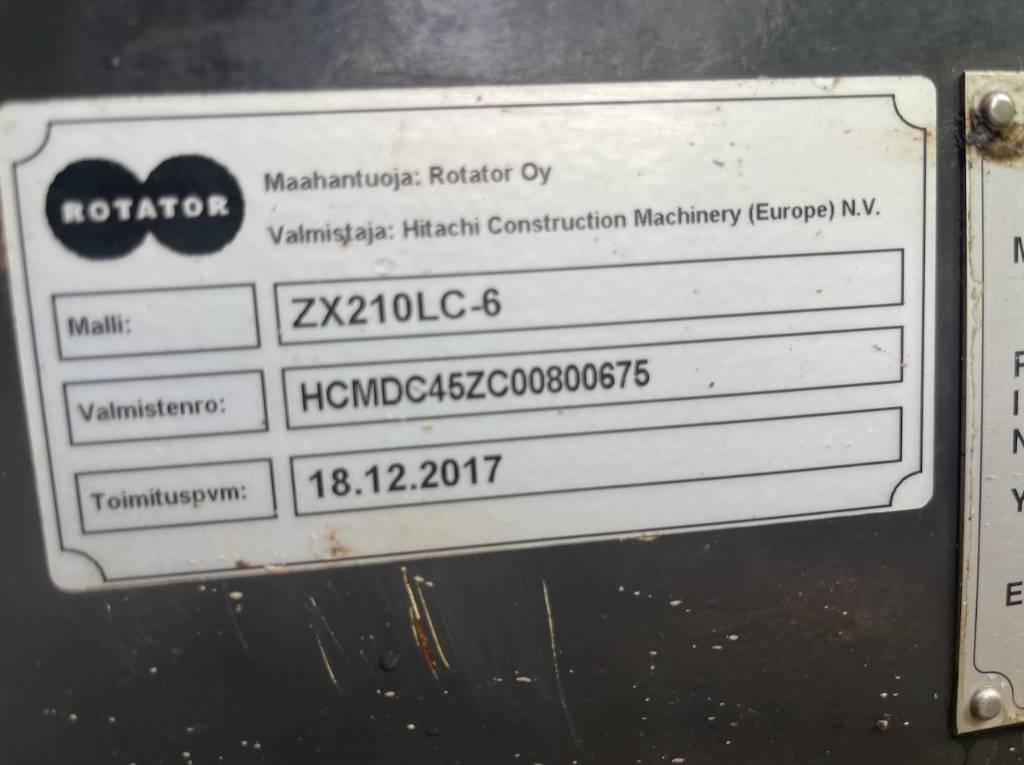 ROTATOR
Maahantuoja: Rotator Oy
Valmistaja: Hitachi Construction Machinery (Europe) N.V.
Malli: ZX210LC-6
Valmistenro: HCMDC45ZC00800675
Toimituspvm: 18.12.2017